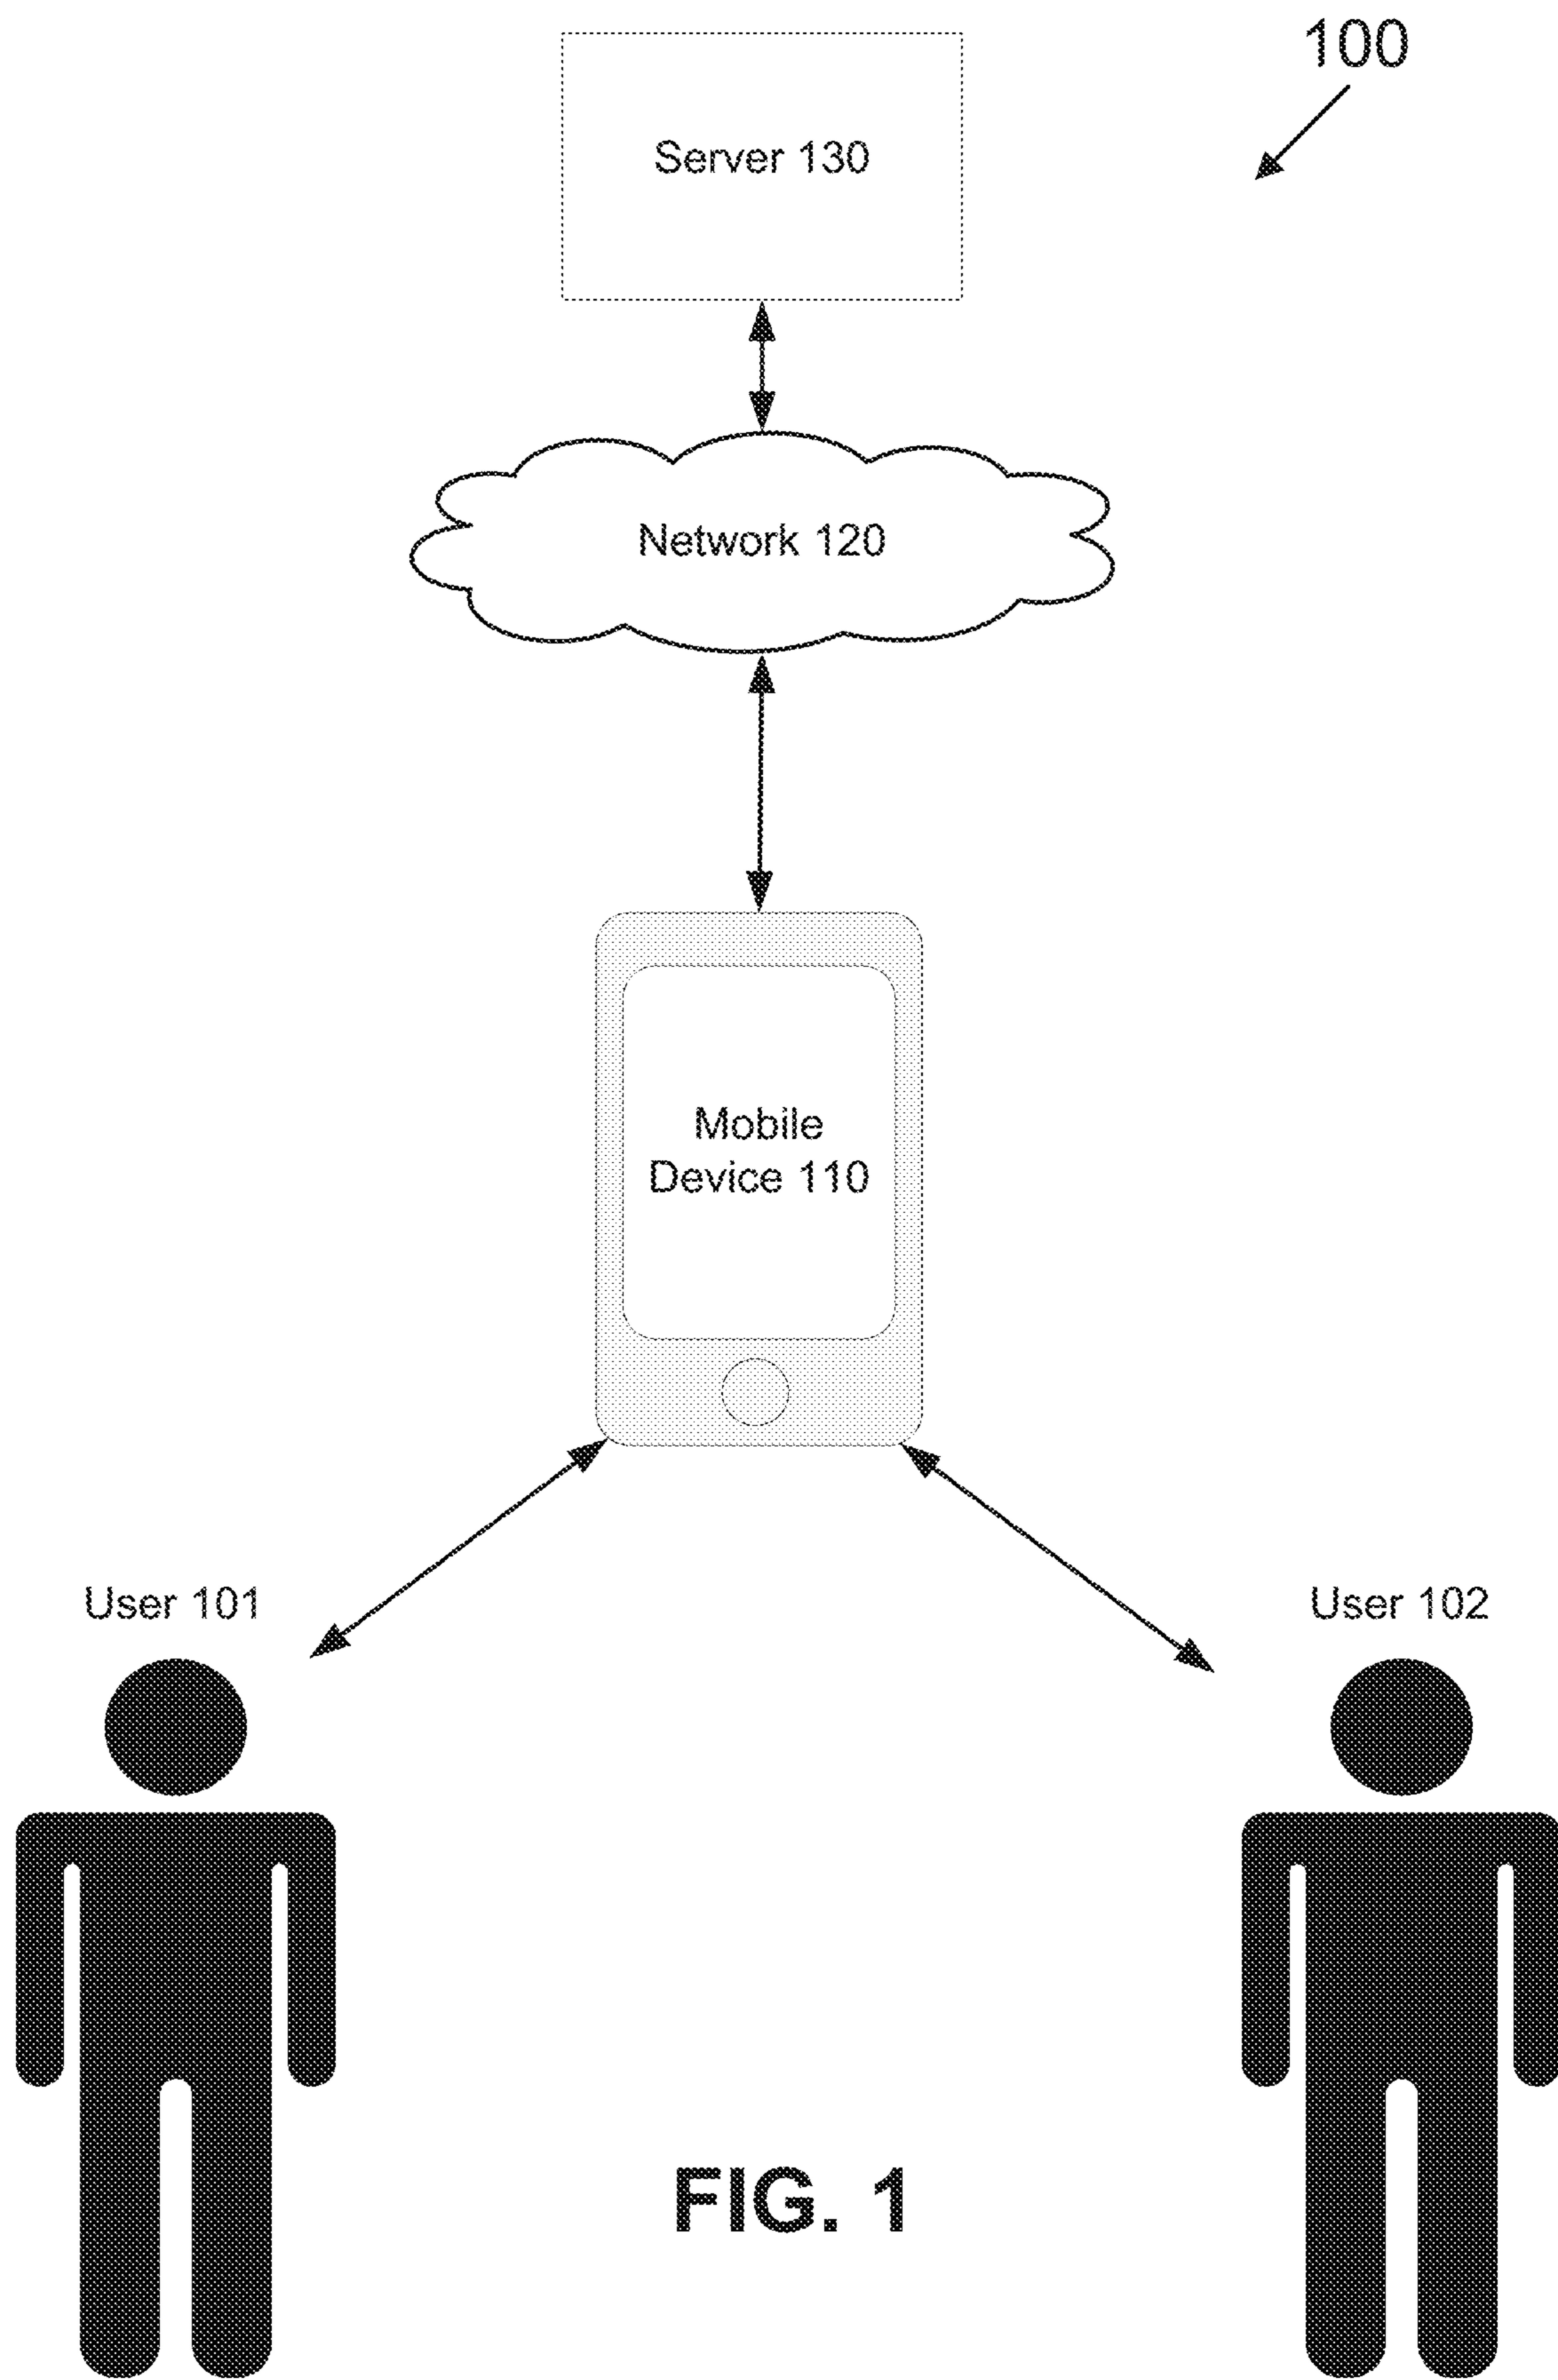 100
Server 130
Network 120
Mobile
Device 110
User 101
User 102
FIG. 1